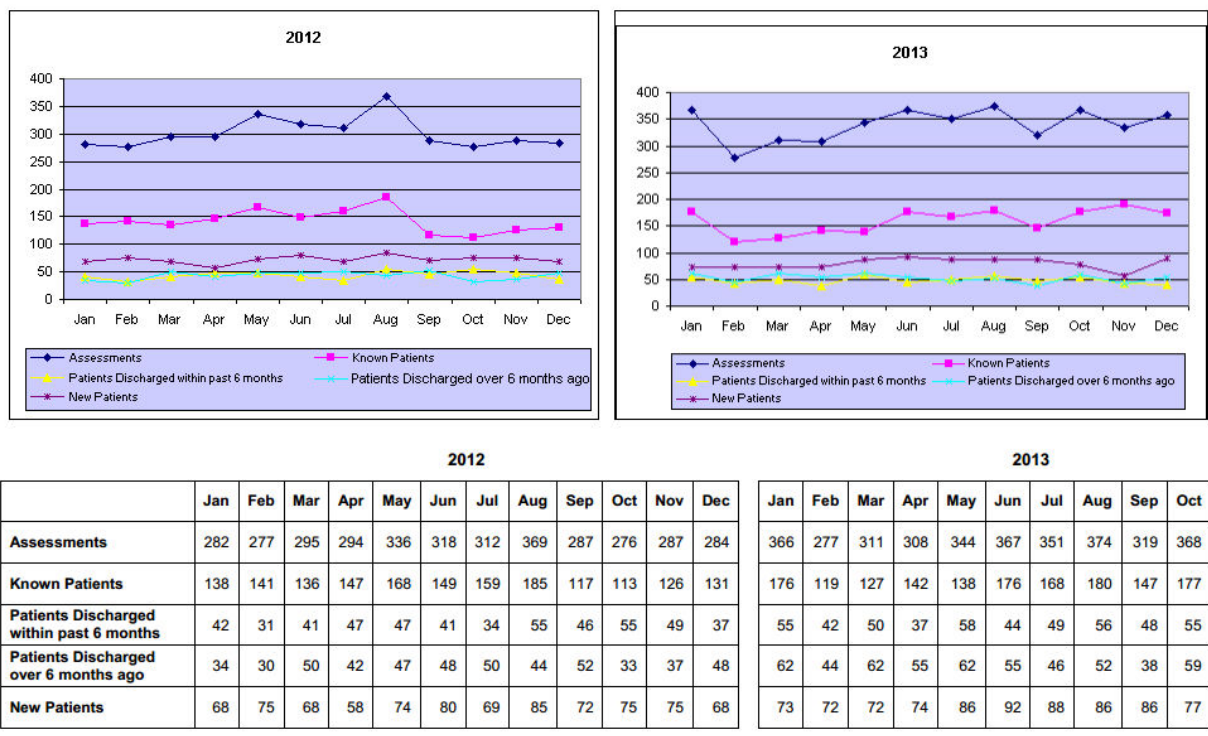 2012
400
350
300
250
200
150
100
50
0
Jan Feb Mar Apr May Jun Jul Aug Sep Oct Nov Dec
Assessments Known Patients
Patients Discharged within past 6 months Patients Discharged over 6 months ago
New Patients
2013
400
350
300
250
200
150
100
50
0
Jan Feb Mar Apr May Jun Jul Aug Sep Oct Nov Dec
Assessments Known Patients
Patients Discharged within past 6 months Patients Discharged over 6 months ago
New Patients
2012 2013
Jan Feb Mar Apr May Jun Jul Aug Sep Oct Nov Dec Jan Feb Mar Apr May Jun Jul Aug Sep Oct
Assessments 282 277 295 294 336 318 312 369 287 276 287 284 366 277 311 308 344 367 351 374 319 368
Known Patients 138 141 136 147 168 149 159 185 117 113 126 131 176 119 127 142 138 176 168 180 147 177
Patients Discharged
within past 6 months 42 31 41 47 47 41 34 55 46 55 49 37 55 42 50 37 58 44 49 56 48 55
Patients Discharged
over 6 months ago 34 30 50 42 47 48 50 44 52 33 37 48 62 44 62 55 62 55 46 52 38 59
New Patients 68 75 68 58 74 80 69 85 72 75 75 68 73 72 72 74 86 92 88 86 86 77